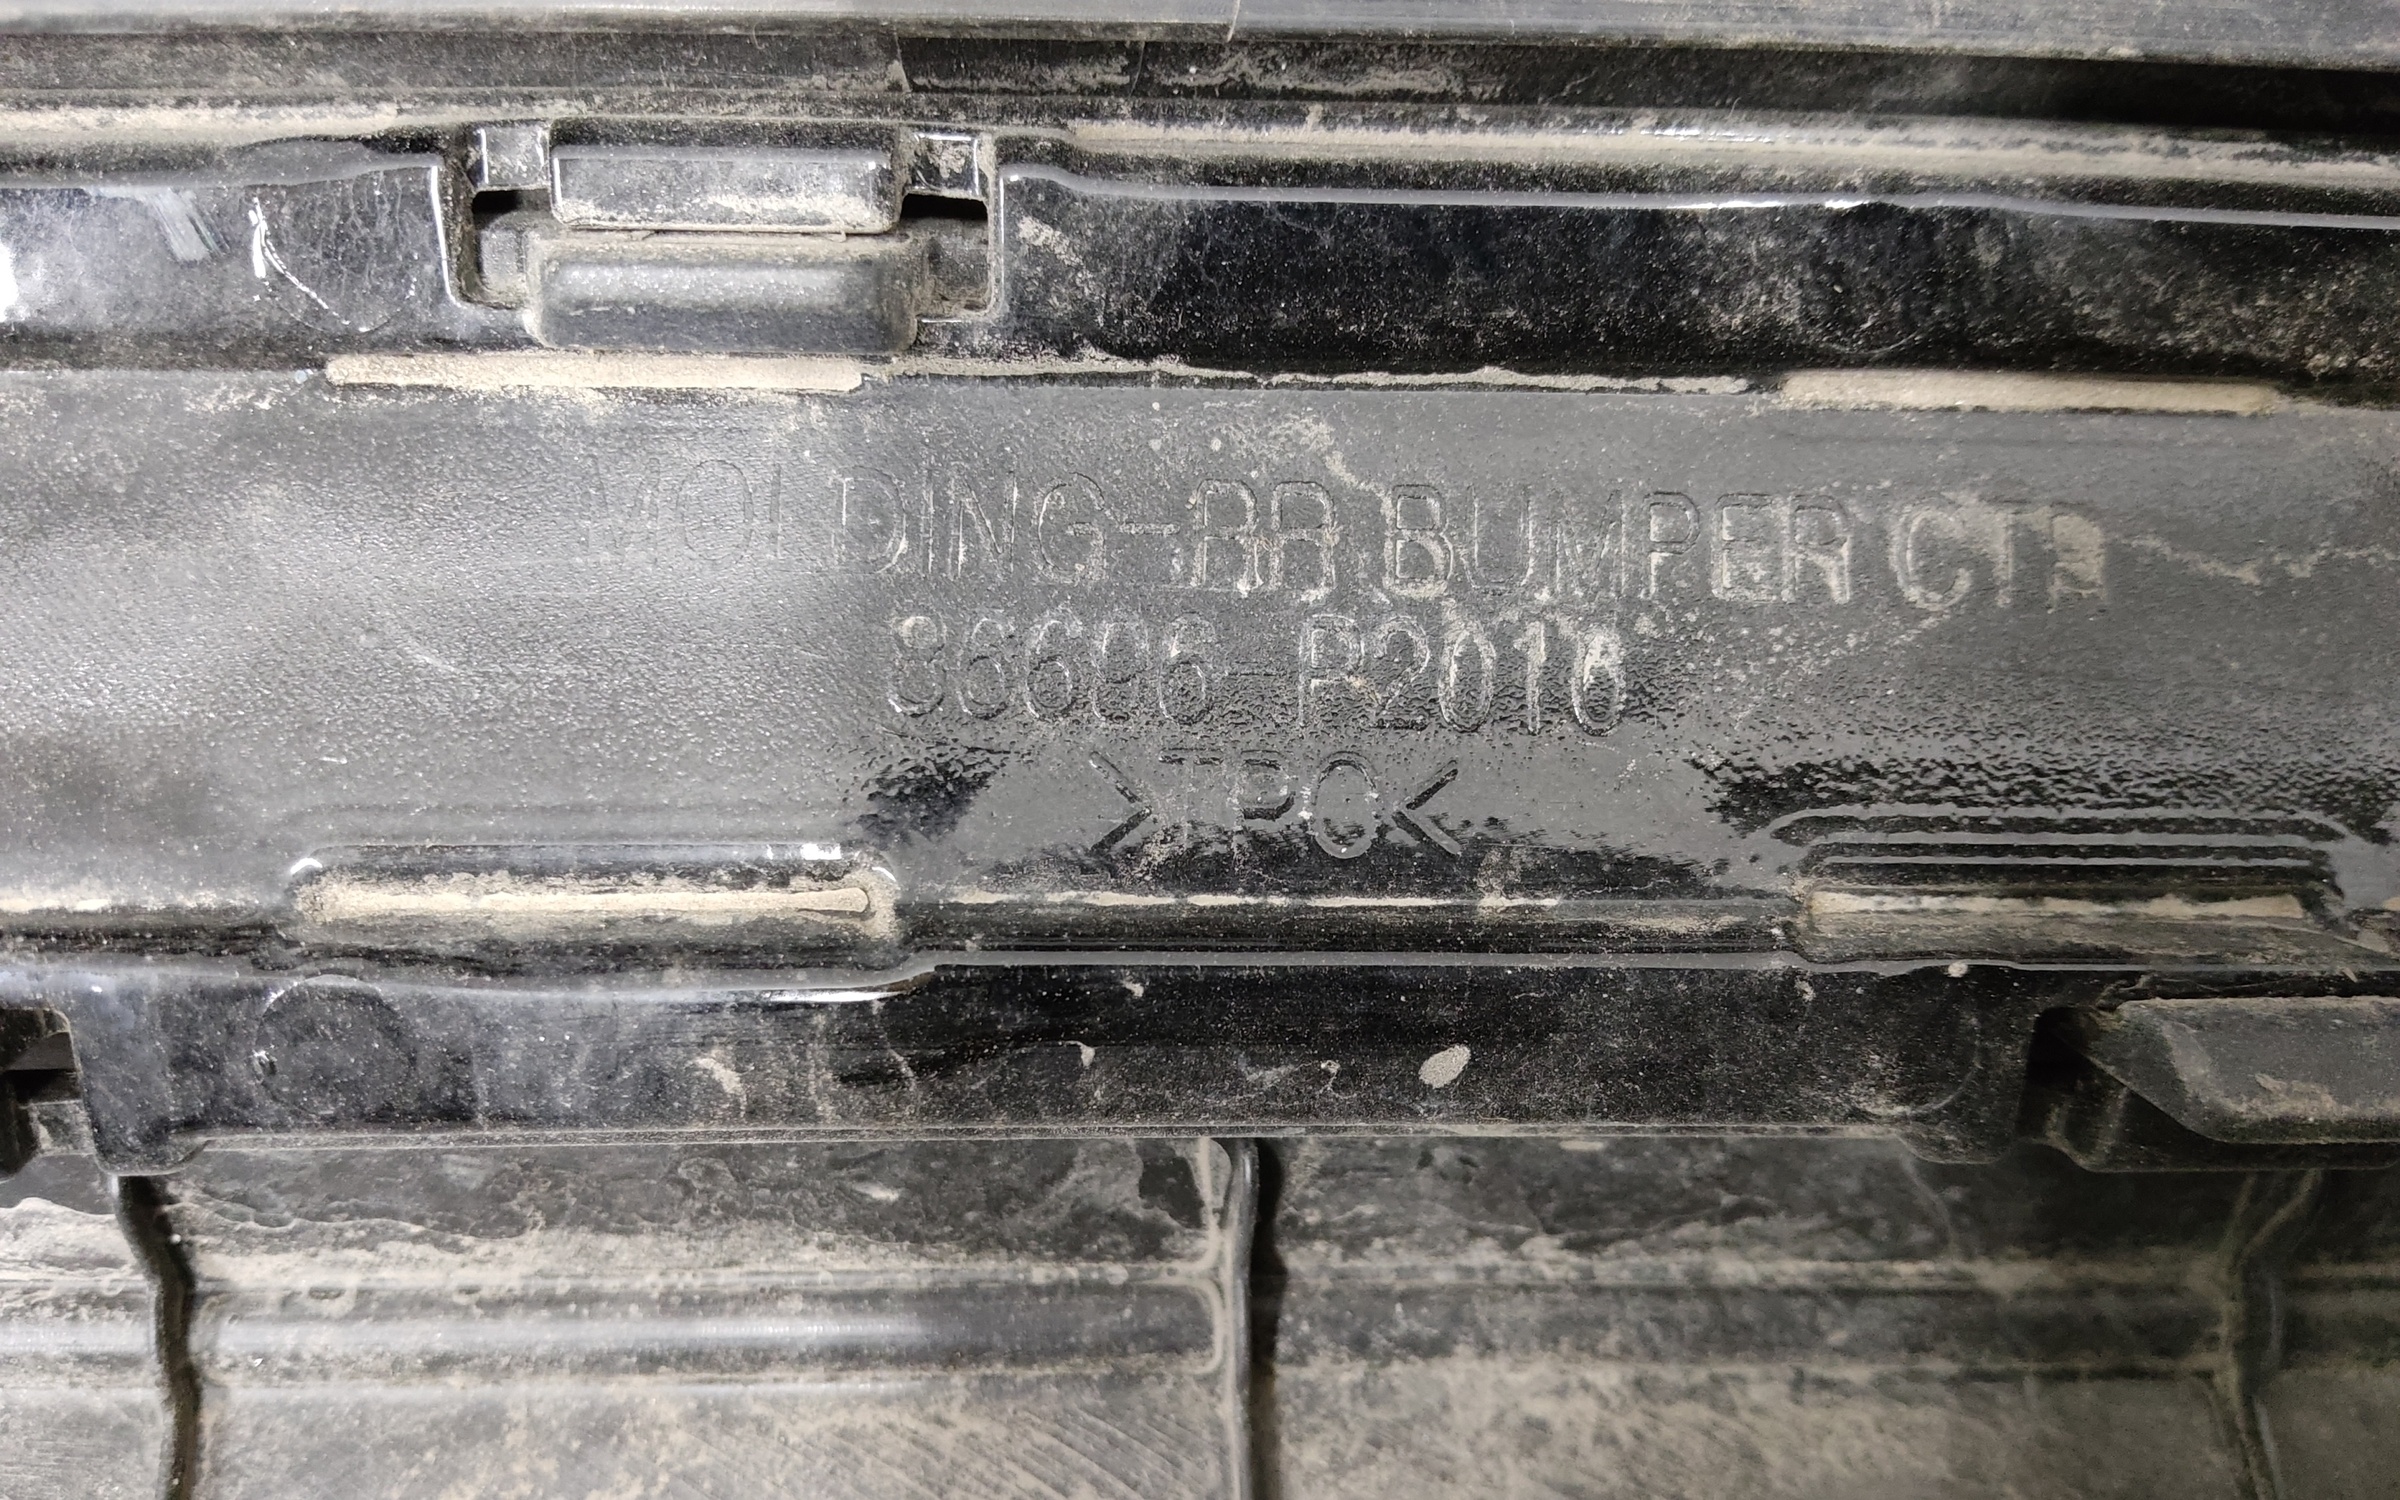 MOLDING-RR BUMPER CTR
86696-P2010
>TPO<